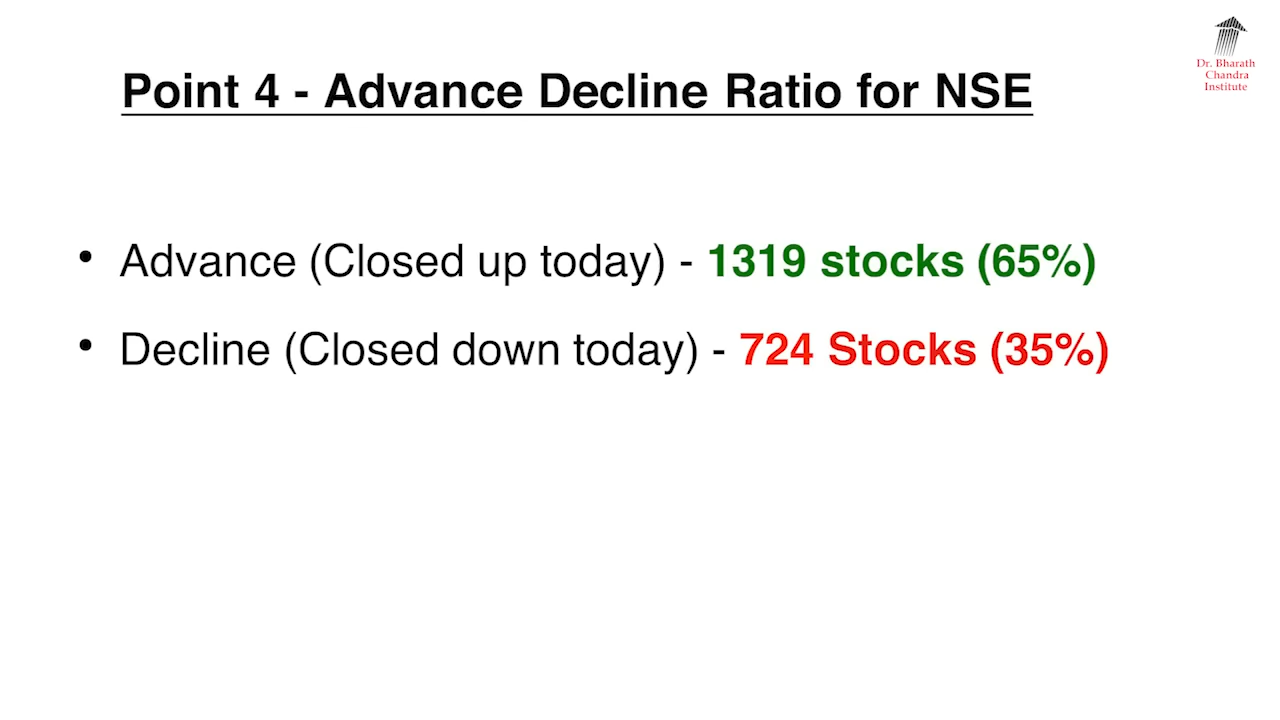 Dr. Bharath
Chandra
Institute
Point 4 - Advance Decline Ratio for NSE
• Advance (Closed up today) - 1319 stocks (65%)
• Decline (Closed down today) - 724 Stocks (35%)